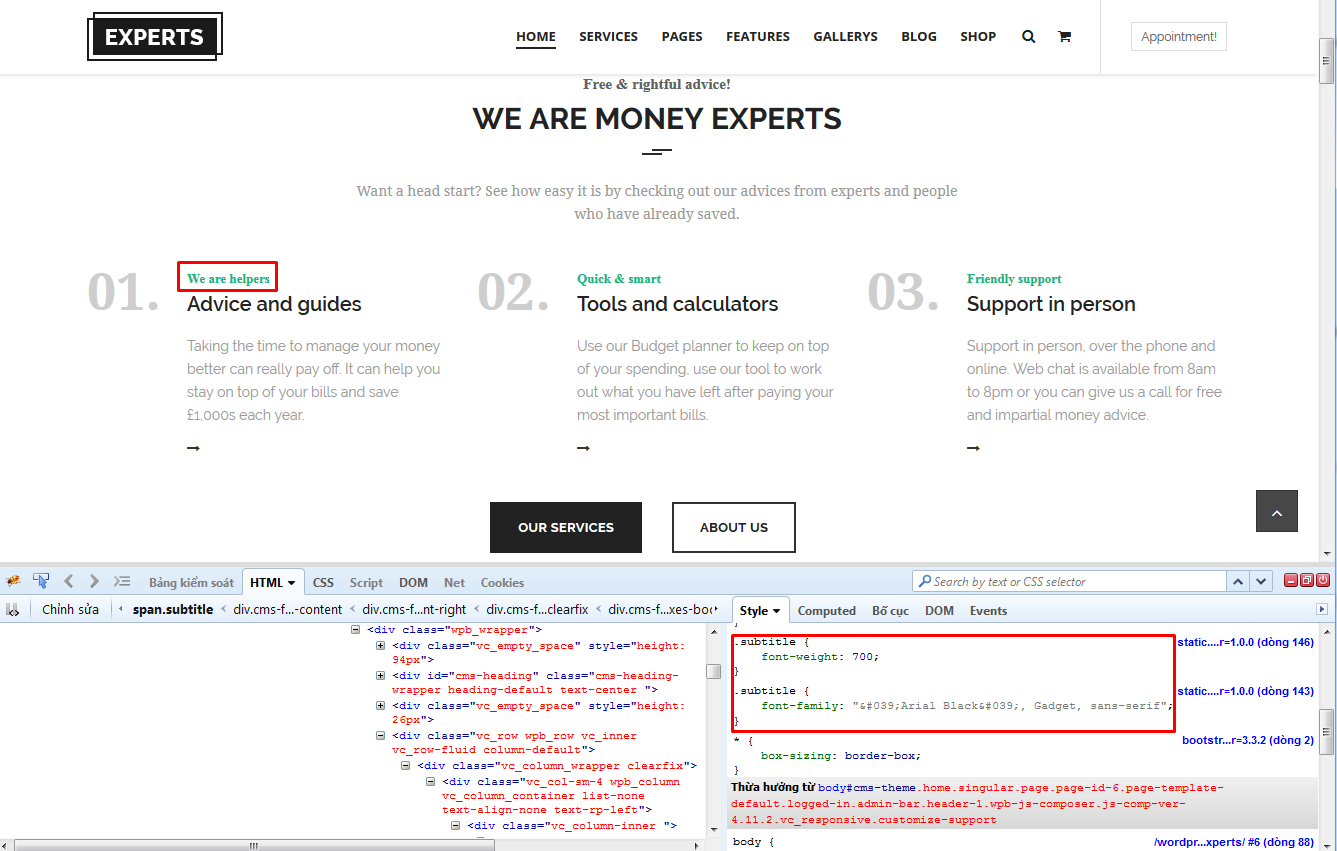 EXPERTS
HOME SERVICES PAGES FEATURES GALLERYS BLOG SHOP
Appointment!
Free & rightful advice!
WE ARE MONEY EXPERTS
Want a head start? See how easy it is by checking out our advices from experts and people
who have already saved.
01.
We are helpers
Advice and guides
Taking the time to manage your money
better can really pay off. It can help you
stay on top of your bills and save
£1,000s each year.
02.
Quick & smart
Tools and calculators
Use our Budget planner to keep on top
of your spending, use our tool to work
out what you have left after paying your
most important bills.
03.
Friendly support
Support in person
Support in person, over the phone and
online. Web chat is available from 8am
to 8pm or you can give us a call for free
and impartial money advice.
OUR SERVICES
ABOUT US
Bảng kiểm soát HTML CSS Script DOM Net Cookies
Search by text or CSS selector
Chỉnh sửa span.subtitle < div.cms-f...-content < div.cms-f...nt-right < div.cms-f...clearfix < div.cms-f...xes-bo
<div class="wpb_wrapper">
<div class="vc_empty_space" style="height:
94px">
<div id="cms-heading" class="cms-heading-
wrapper heading-default text-center ">
<div class="vc_empty_space" style="height:
26px">
<div class="vc_row wpb_row vc_inner
vc_row-fluid column-default">
<div class="vc_column_wrapper clearfix">
<div class="vc_col-sm-4 wpb_column
vc_column_container list-none
text-align-none text-rp-left">
<div class="vc_column-inner ">
Style Computed Bố cục DOM Events
}
.subtitle { static....r=1.0.0 (dòng 146)
font-weight: 700;
}
.subtitle { static....r=1.0.0 (dòng 143)
font-family: "&#039;Arial Black&#039;, Gadget, sans-serif";
}
* { bootstr...r=3.3.2 (dòng 2)
box-sizing: border-box;
}
Thừa hưởng từ body#cms-theme.home.singular.page.page-id-6.page-template-
default.logged-in.admin-bar.header-1.wpb-js-composer.js-comp-ver-
4.11.2.vc_responsive.customize-support
body { /wordpr...xperts/ #6 (dòng 88)